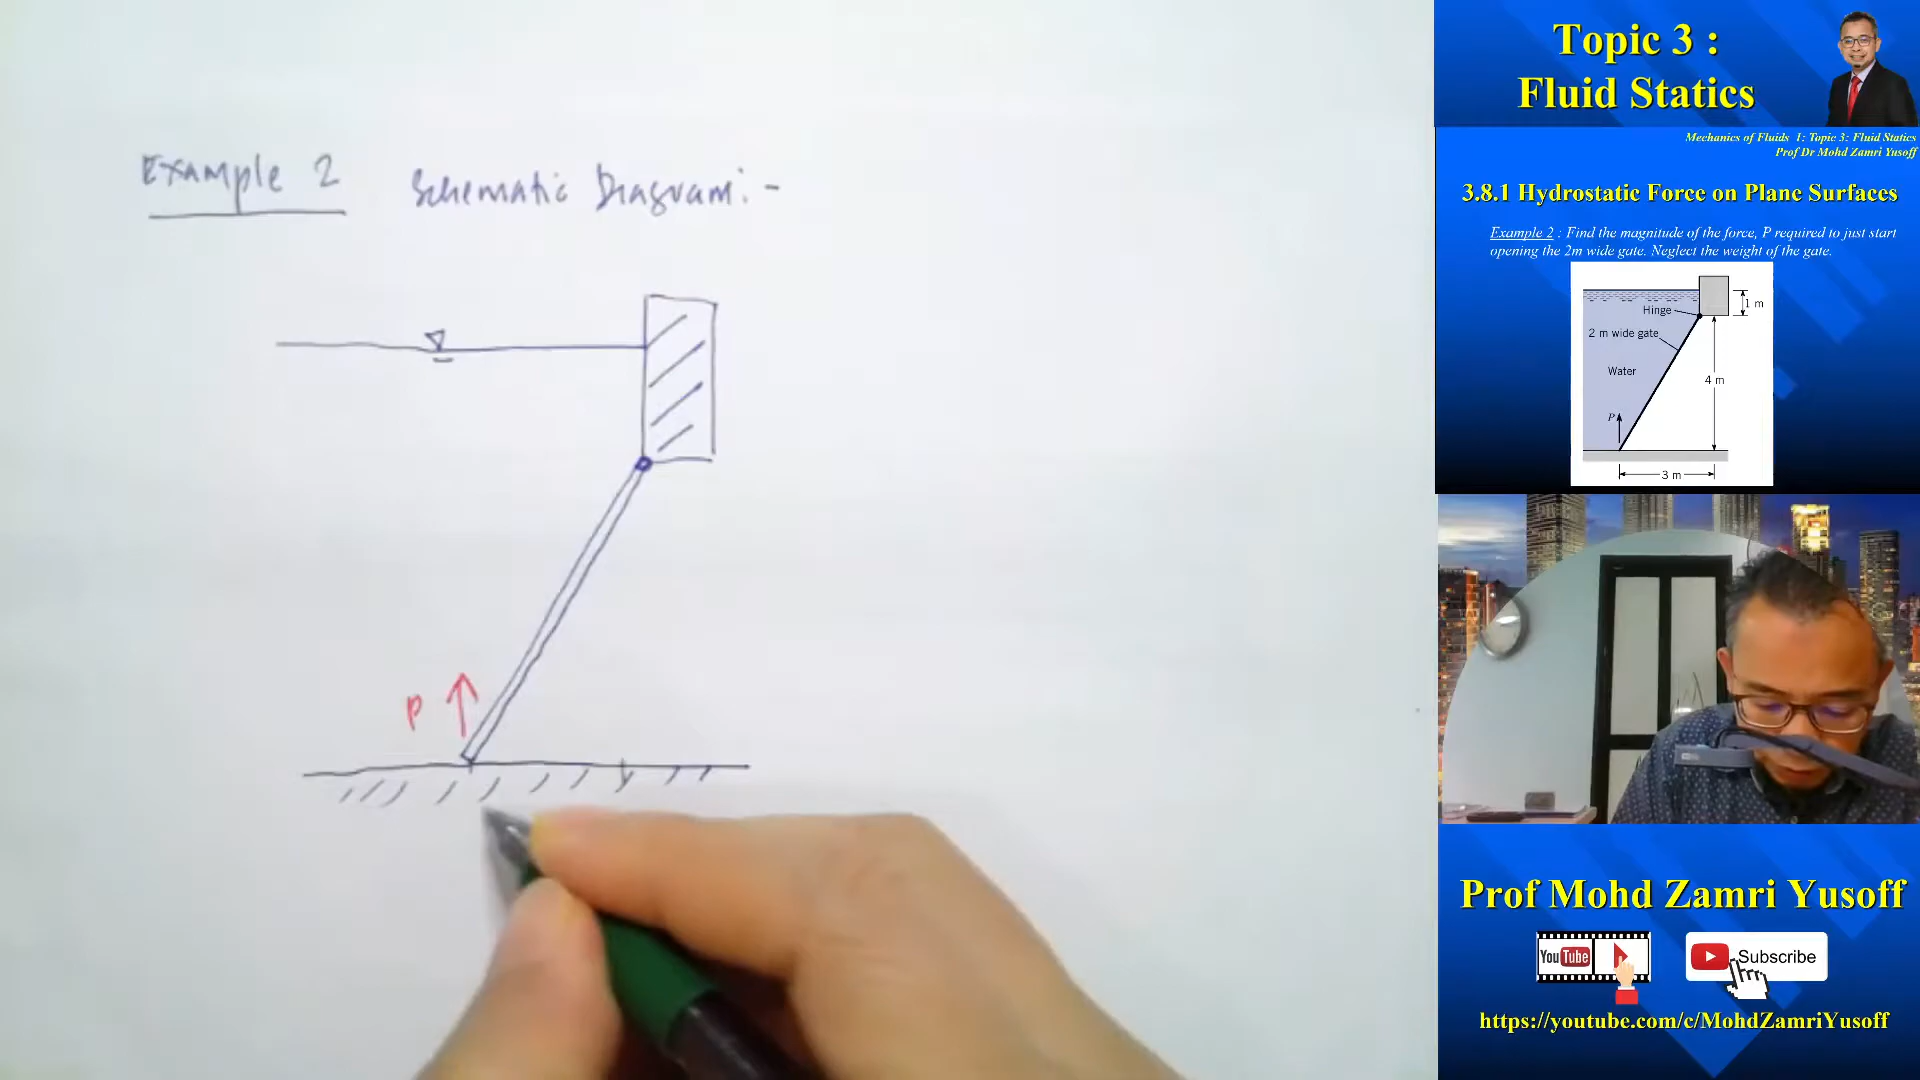 Example 2 Schematic Diagram:-
P
Topic 3 :
Fluid Statics
Mechanics of Fluids 1: Topic 3: Fluid Statics
Prof Dr Mohd Zamri Yusoff
3.8.1 Hydrostatic Force on Plane Surfaces
Example 2 : Find the magnitude of the force, P required to just start
opening the 2m wide gate. Neglect the weight of the gate.
Hinge
1 m
2 m wide gate
Water
4 m
P
3 m
Prof Mohd Zamri Yusoff
YouTube
Subscribe
https://youtube.com/c/MohdZamriYusoff